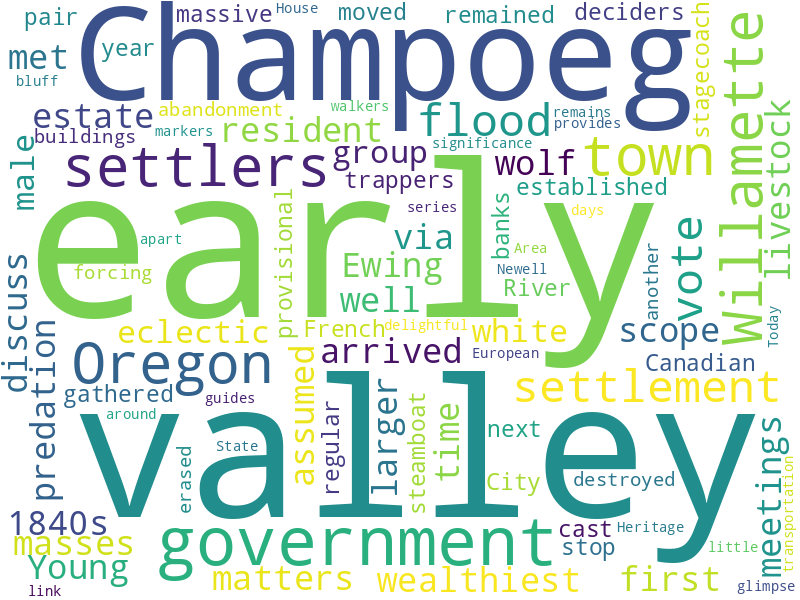 pair
massive
House
moved
remained
deciders
met
year
Champoeg
stagecoach
Willamette
bluff
estate
abandonment
walkers
flood
remains
provides
buildings
markers
resident
significance
livestock
male
settlers
group
wolf
town
trappers
established
early
provisional
series
banks
days
vote
apart
via
Area
another
forcing
Ewing
Newell
River
discuss
well
Today
predation
eclectic
French
delightful
white
scope
Oregon
arrived
European
Canadian
gathered
assumed
larger
settlement
guides
regular
steamboat
time
around
valley
next
meetings
State
erased
City
destroyed
transportation
1840s
government
cast
Heritage
masses
stop
little
Young
matters
wealthiest
first
glimpse
link